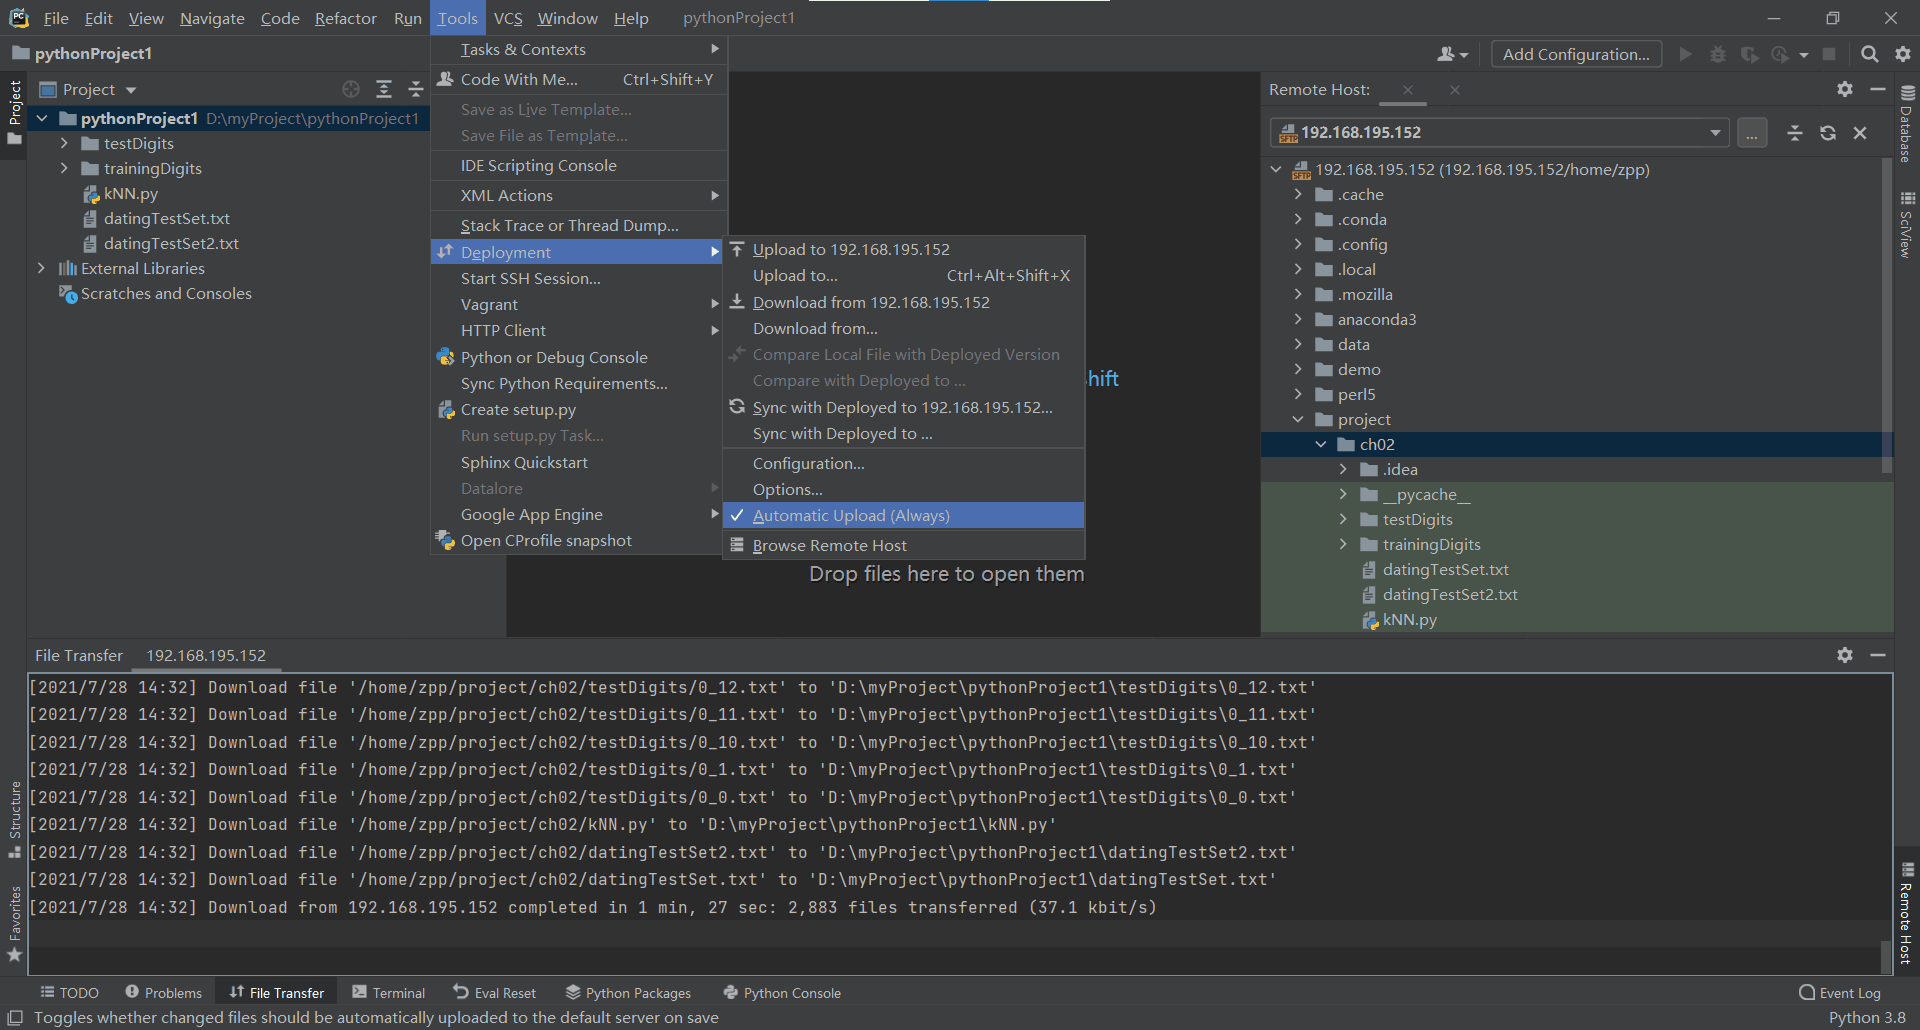 PC File Edit View Navigate Code Refactor Run Tools VCS Window Help pythonProject1
pythonProject1
Add Configuration...
Project
Project
pythonProject1 D:\myProject\pythonProject1
testDigits
trainingDigits
kNN.py
datingTestSet.txt
datingTestSet2.txt
External Libraries
Scratches and Consoles
Tasks & Contexts
Code With Me... Ctrl+Shift+Y
Save as Live Template...
Save File as Template...
IDE Scripting Console
XML Actions
Stack Trace or Thread Dump...
Deployment
Start SSH Session...
Vagrant
HTTP Client
Python or Debug Console
Sync Python Requirements...
Create setup.py
Run setup.py Task...
Sphinx Quickstart
Datalore
Google App Engine
Open CProfile snapshot
Upload to 192.168.195.152
Upload to... Ctrl+Alt+Shift+X
Download from 192.168.195.152
Download from...
Compare Local File with Deployed Version
Compare with Deployed to ...
Sync with Deployed to 192.168.195.152...
Sync with Deployed to ...
Configuration...
Options...
Automatic Upload (Always)
Browse Remote Host
hift
Drop files here to open them
Remote Host:
SFTP 192.168.195.152 ...
SFTP 192.168.195.152 (192.168.195.152/home/zpp)
.cache
.conda
.config
.local
.mozilla
anaconda3
data
demo
perl5
project
ch02
.idea
__pycache__
testDigits
trainingDigits
datingTestSet.txt
datingTestSet2.txt
kNN.py
Database
SciView
Remote Host
Structure
Favorites
File Transfer 192.168.195.152
[2021/7/28 14:32] Download file '/home/zpp/project/ch02/testDigits/0_12.txt' to 'D:\myProject\pythonProject1\testDigits\0_12.txt'
[2021/7/28 14:32] Download file '/home/zpp/project/ch02/testDigits/0_11.txt' to 'D:\myProject\pythonProject1\testDigits\0_11.txt'
[2021/7/28 14:32] Download file '/home/zpp/project/ch02/testDigits/0_10.txt' to 'D:\myProject\pythonProject1\testDigits\0_10.txt'
[2021/7/28 14:32] Download file '/home/zpp/project/ch02/testDigits/0_1.txt' to 'D:\myProject\pythonProject1\testDigits\0_1.txt'
[2021/7/28 14:32] Download file '/home/zpp/project/ch02/testDigits/0_0.txt' to 'D:\myProject\pythonProject1\testDigits\0_0.txt'
[2021/7/28 14:32] Download file '/home/zpp/project/ch02/kNN.py' to 'D:\myProject\pythonProject1\kNN.py'
[2021/7/28 14:32] Download file '/home/zpp/project/ch02/datingTestSet2.txt' to 'D:\myProject\pythonProject1\datingTestSet2.txt'
[2021/7/28 14:32] Download file '/home/zpp/project/ch02/datingTestSet.txt' to 'D:\myProject\pythonProject1\datingTestSet.txt'
[2021/7/28 14:32] Download from 192.168.195.152 completed in 1 min, 27 sec: 2,883 files transferred (37.1 kbit/s)
TODO Problems File Transfer Terminal Eval Reset Python Packages Python Console Event Log
Toggles whether changed files should be automatically uploaded to the default server on save Python 3.8